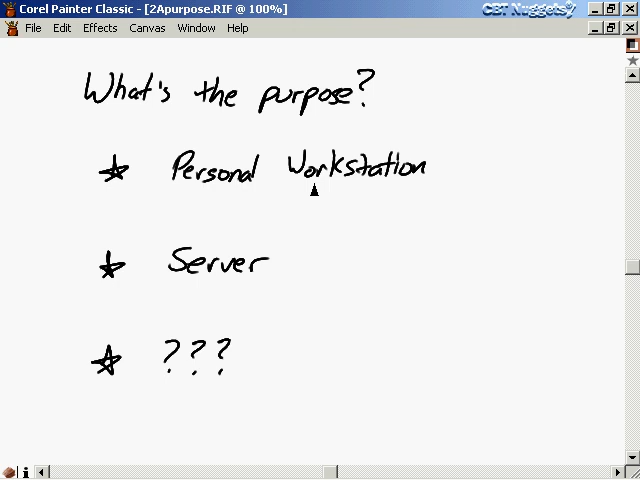 Corel Painter Classic - [2Apurpose.RIF @ 100%]
CBT Nuggets
File Edit Effects Canvas Window Help
What's the purpose?
Personal Workstation
Server
???